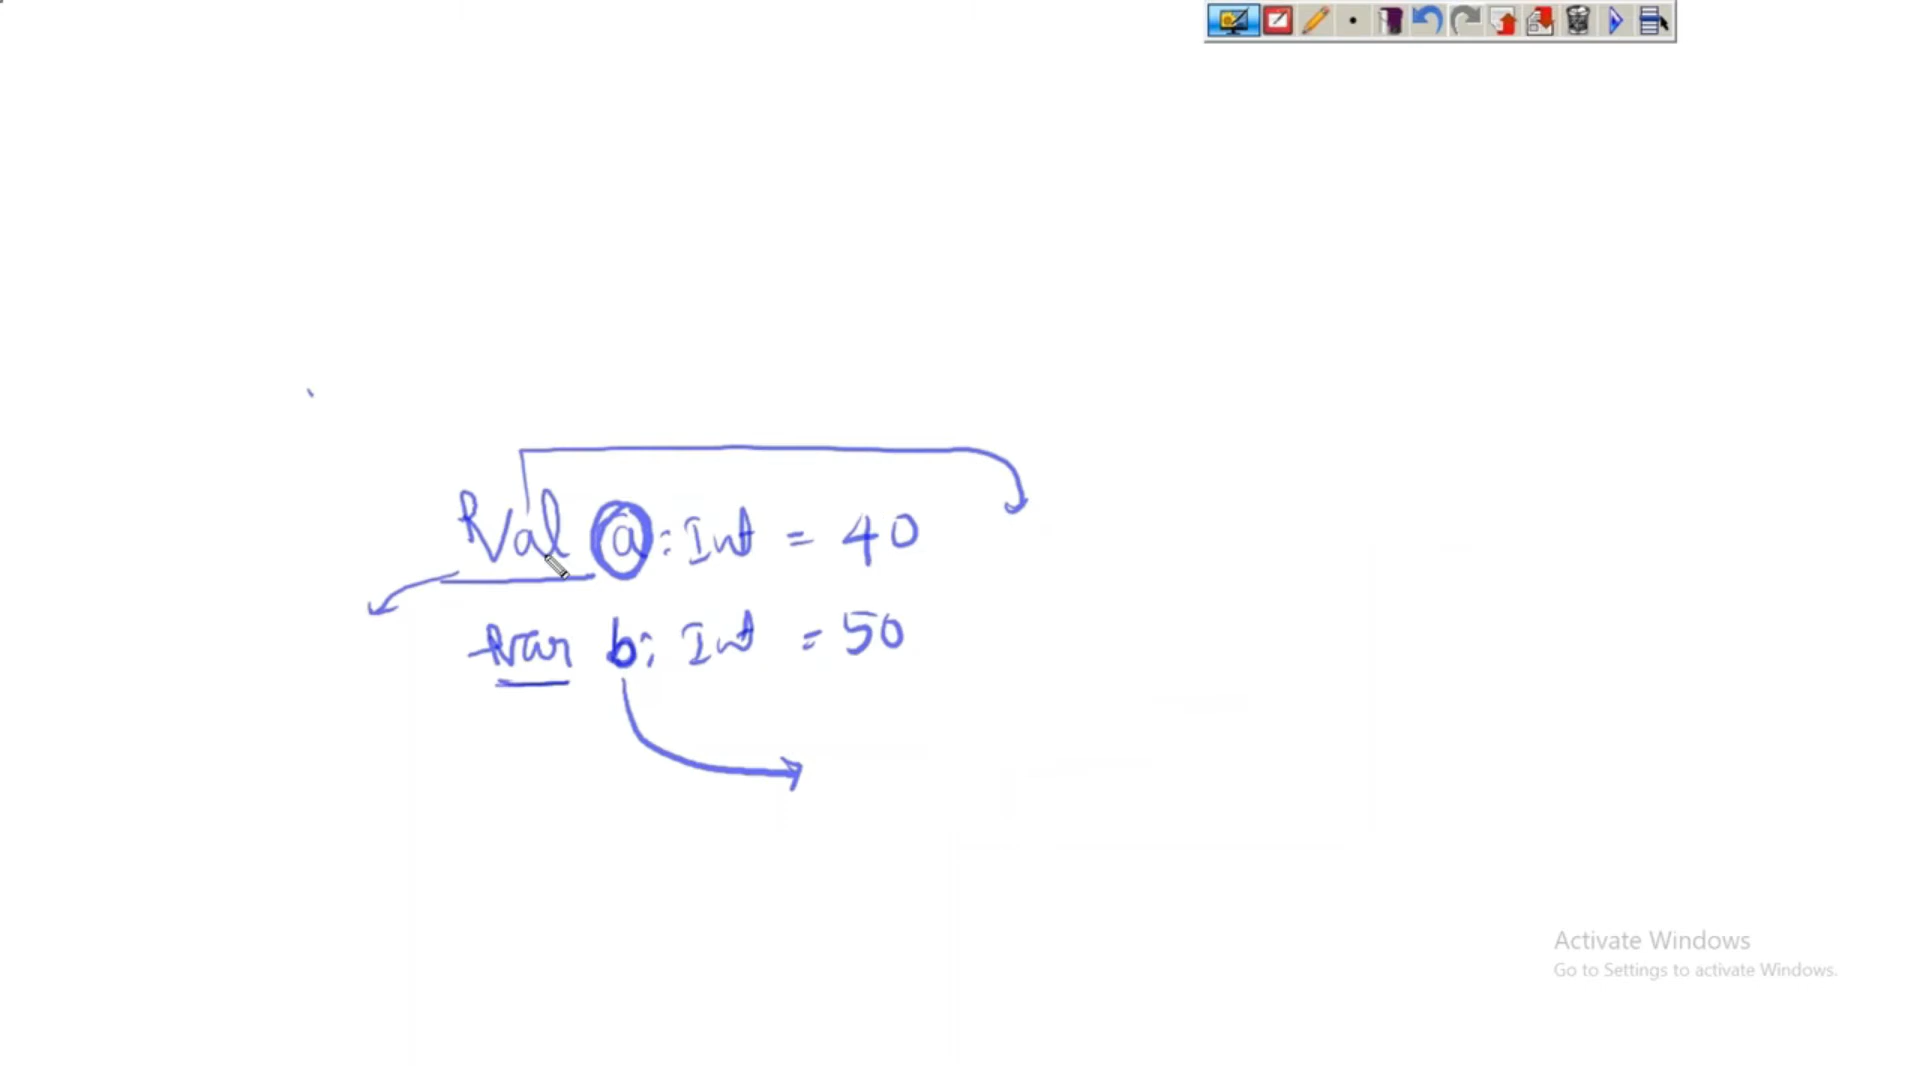 Val a : Int = 40
var b : Int = 50
Activate Windows
Go to Settings to activate Windows.